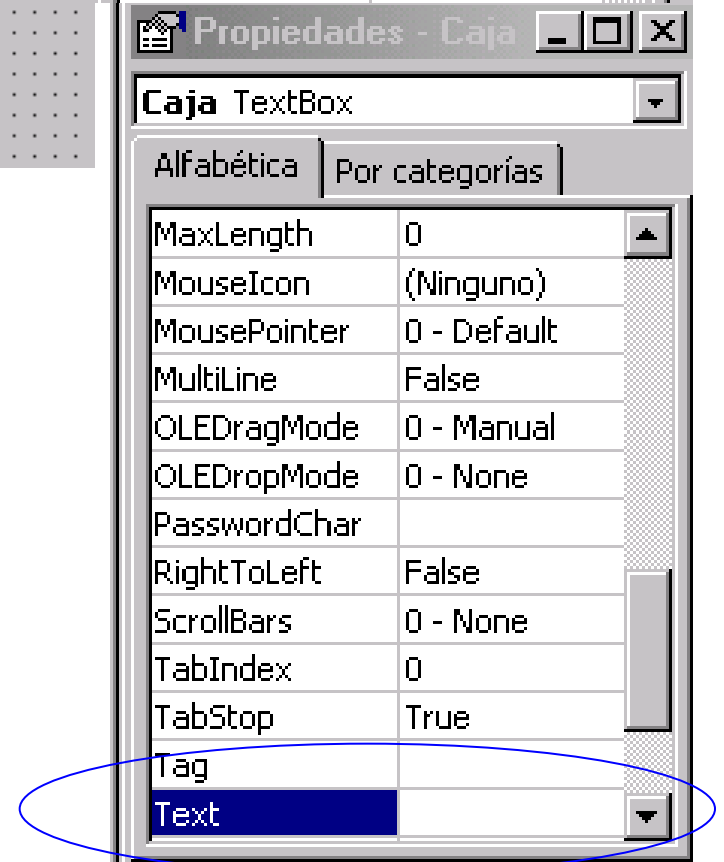 Propiedades - Caja
Caja TextBox
Alfabética Por categorías
MaxLength 0
MouseIcon (Ninguno)
MousePointer 0 - Default
MultiLine False
OLEDragMode 0 - Manual
OLEDropMode 0 - None
PasswordChar
RightToLeft False
ScrollBars 0 - None
TabIndex 0
TabStop True
Tag
Text